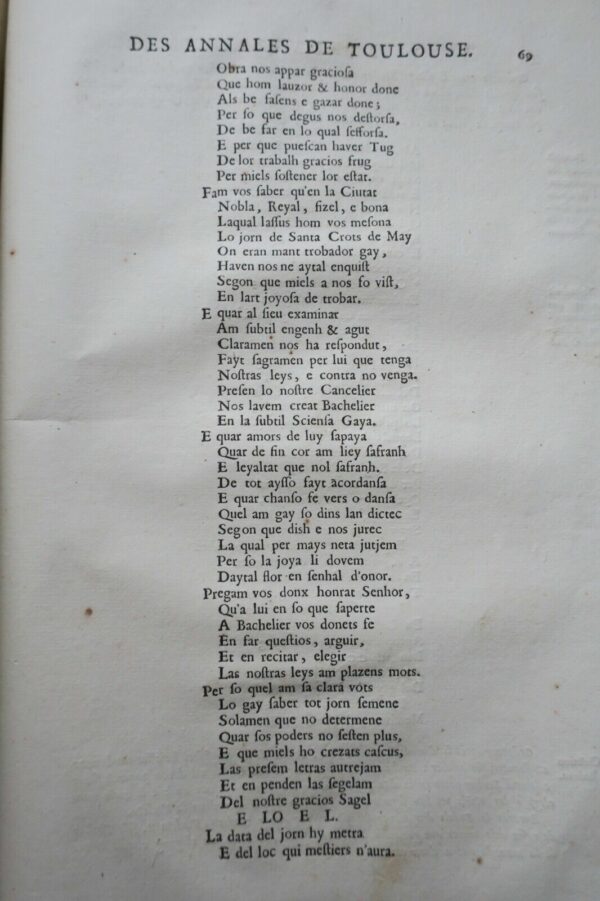 DES ANNALES DE TOULOUSE. 69
Obra nos appar graciosa
Que hom lauzor & honor done
Als be faſens e gazar done;
Per ſo que degus nos deſtorſa,
De be far en lo qual ſefforſa.
E per que pueſcan haver Tug
De lor trabalh gracios frug
Per miels ſoſtener lor eſtat.
Fam vos ſaber qu'en la Ciutat
Nobla, Reyal, fizel, e bona
Laqual laſſus hom vos meſona
Lo jorn de Santa Crots de May
On eran mant trobador gay,
Haven nos ne aytal enquiſt
Segon que miels a nos fo viſt,
En lart joyoſa de trobar.
E quar al ſieu examinar
Am ſubtil engenh & agut
Claramen nos ha reſpondut,
Fayt ſagramen per lui que tenga
Noſtras leys, e contra no venga.
Preſen lo noſtre Cancelier
Nos lavem creat Bachelier
En la ſubtil Scienſa Gaya.
E quar amors de luy ſapaya
Quar de fin cor am liey ſafranh
E leyaltat que nol ſafranh.
De tot ayſſo fayt acordanſa
E quar chanſo fe vers o danſa
Quel am gay ſo dins lan dictec
Segon que dish e nos jurec
La qual per mays neta jutjem
Per ſo la joya li dovem
Daytal flor en ſenhal d'onor.
Pregam vos donx honrat Senhor,
Qu'a lui en ſo que ſaperte
A Bachelier vos donets fe
En far queſtios, arguir,
Et en recitar, elegir
Las noſtras leys am plazens mots.
Per ſo quel am ſa clara vots
Lo gay ſaber tot jorn ſemene
Solamen que no determene
Quar ſos poders no ſeſten plus,
E que miels ho crezats caſcus,
Las preſem letras autrejam
Et en penden las ſegelam
Del noſtre gracios Sagel
E LO E L.
La data del jorn hy metra
E del loc qui meſtiers n'aura.